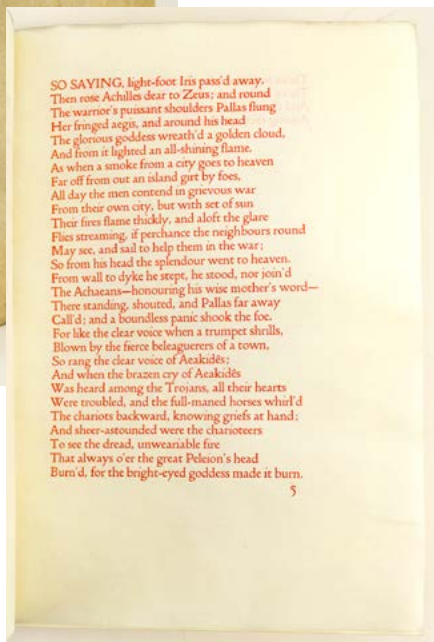 SO SAYING, light-foot Iris pass'd away.
Then rose Achilles dear to Zeus; and round
The warrior's puissant shoulders Pallas flung
Her fringed aegis, and around his head
The glorious goddess wreath'd a golden cloud,
And from it lighted an all-shining flame.
As when a smoke from a city goes to heaven
Far off from out an island girt by foes,
All day the men contend in grievous war
From their own city, but with set of sun
Their fires flame thickly, and aloft the glare
Flies streaming, if perchance the neighbours round
May see, and sail to help them in the war;
So from his head the splendour went to heaven.
From wall to dyke he stept, he stood, nor join'd
The Achaeans—honouring his wise mother's word—
There standing, shouted, and Pallas far away
Call'd; and a boundless panic shook the foe.
For like the clear voice when a trumpet shrills,
Blown by the fierce beleaguerers of a town,
So rang the clear voice of Aeakidês;
And when the brazen cry of Aeakidês
Was heard among the Trojans, all their hearts
Were troubled, and the full-maned horses whirl'd
The chariots backward, knowing griefs at hand;
And sheer-astounded were the charioteers
To see the dread, unweariable fire
That always o'er the great Peleion's head
Burn'd, for the bright-eyed goddess made it burn.
5